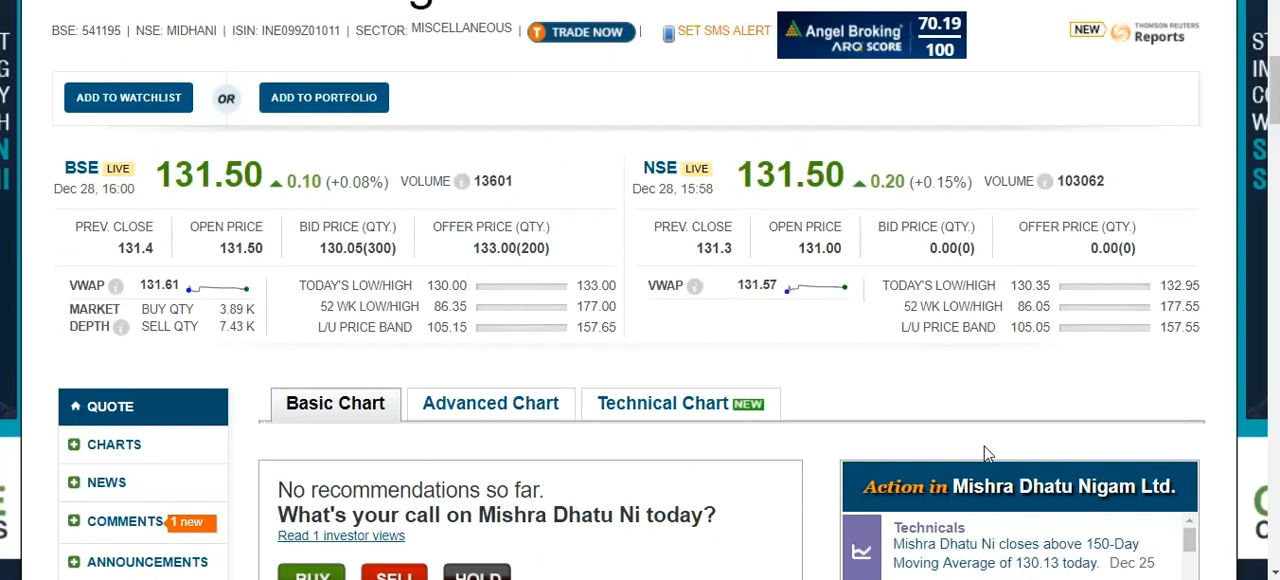 BSE: 541195 | NSE: MIDHANI | ISIN: INE099Z01011 | SECTOR: MISCELLANEOUS | TRADE NOW | SET SMS ALERT
Angel Broking ARQ SCORE 70.19 100
NEW THOMSON REUTERS Reports
ADD TO WATCHLIST OR ADD TO PORTFOLIO
BSE LIVE 131.50 0.10 (+0.08%) VOLUME 13601
Dec 28, 16:00
PREV. CLOSE OPEN PRICE BID PRICE (QTY.) OFFER PRICE (QTY.)
131.4 131.50 130.05(300) 133.00(200)
VWAP 131.61
MARKET DEPTH BUY QTY 3.89 K
SELL QTY 7.43 K
TODAY'S LOW/HIGH 130.00 133.00
52 WK LOW/HIGH 86.35 177.00
L/U PRICE BAND 105.15 157.65
NSE LIVE 131.50 0.20 (+0.15%) VOLUME 103062
Dec 28, 15:58
PREV. CLOSE OPEN PRICE BID PRICE (QTY.) OFFER PRICE (QTY.)
131.3 131.00 0.00(0) 0.00(0)
VWAP 131.57
TODAY'S LOW/HIGH 130.35 132.95
52 WK LOW/HIGH 86.05 177.55
L/U PRICE BAND 105.05 157.55
QUOTE
CHARTS
NEWS
COMMENTS 1 new
ANNOUNCEMENTS
Basic Chart Advanced Chart Technical Chart NEW
No recommendations so far.
What's your call on Mishra Dhatu Ni today?
Read 1 investor views
BUY SELL HOLD
Action in Mishra Dhatu Nigam Ltd.
Technicals
Mishra Dhatu Ni closes above 150-Day
Moving Average of 130.13 today. Dec 25